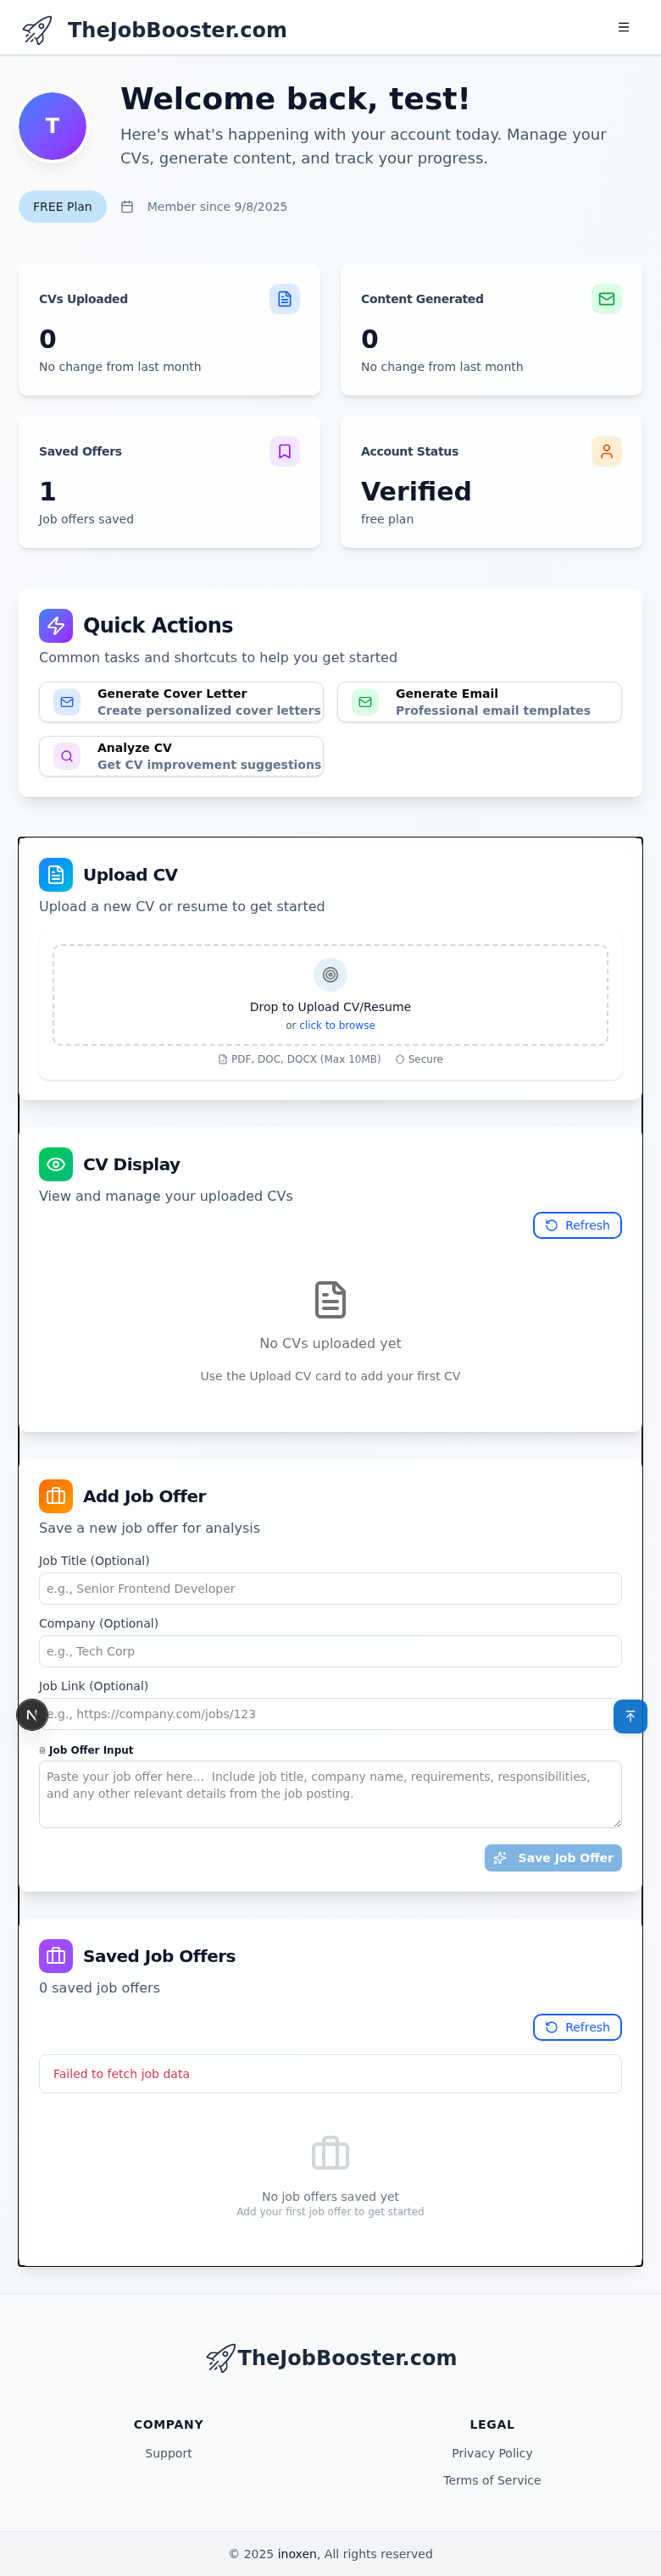 TheJobBooster.com
Welcome back, test!
Here's what's happening with your account today. Manage your
CVs, generate content, and track your progress.
T
FREE Plan
Member since 9/8/2025
CVs Uploaded
0
No change from last month
Content Generated
0
No change from last month
Saved Offers
1
Job offers saved
Account Status
Verified
free plan
Quick Actions
Common tasks and shortcuts to help you get started
Generate Cover Letter
Create personalized cover letters
Generate Email
Professional email templates
Analyze CV
Get CV improvement suggestions
Upload CV
Upload a new CV or resume to get started
Drop to Upload CV/Resume
or click to browse
PDF, DOC, DOCX (Max 10MB)
Secure
CV Display
View and manage your uploaded CVs
Refresh
No CVs uploaded yet
Use the Upload CV card to add your first CV
Add Job Offer
Save a new job offer for analysis
Job Title (Optional)
e.g., Senior Frontend Developer
Company (Optional)
e.g., Tech Corp
Job Link (Optional)
N
e.g., https://company.com/jobs/123
Job Offer Input
Paste your job offer here... Include job title, company name, requirements, responsibilities,
and any other relevant details from the job posting.
Save Job Offer
Saved Job Offers
0 saved job offers
Refresh
Failed to fetch job data
No job offers saved yet
Add your first job offer to get started
TheJobBooster.com
COMPANY
Support
LEGAL
Privacy Policy
Terms of Service
© 2025 inoxen, All rights reserved